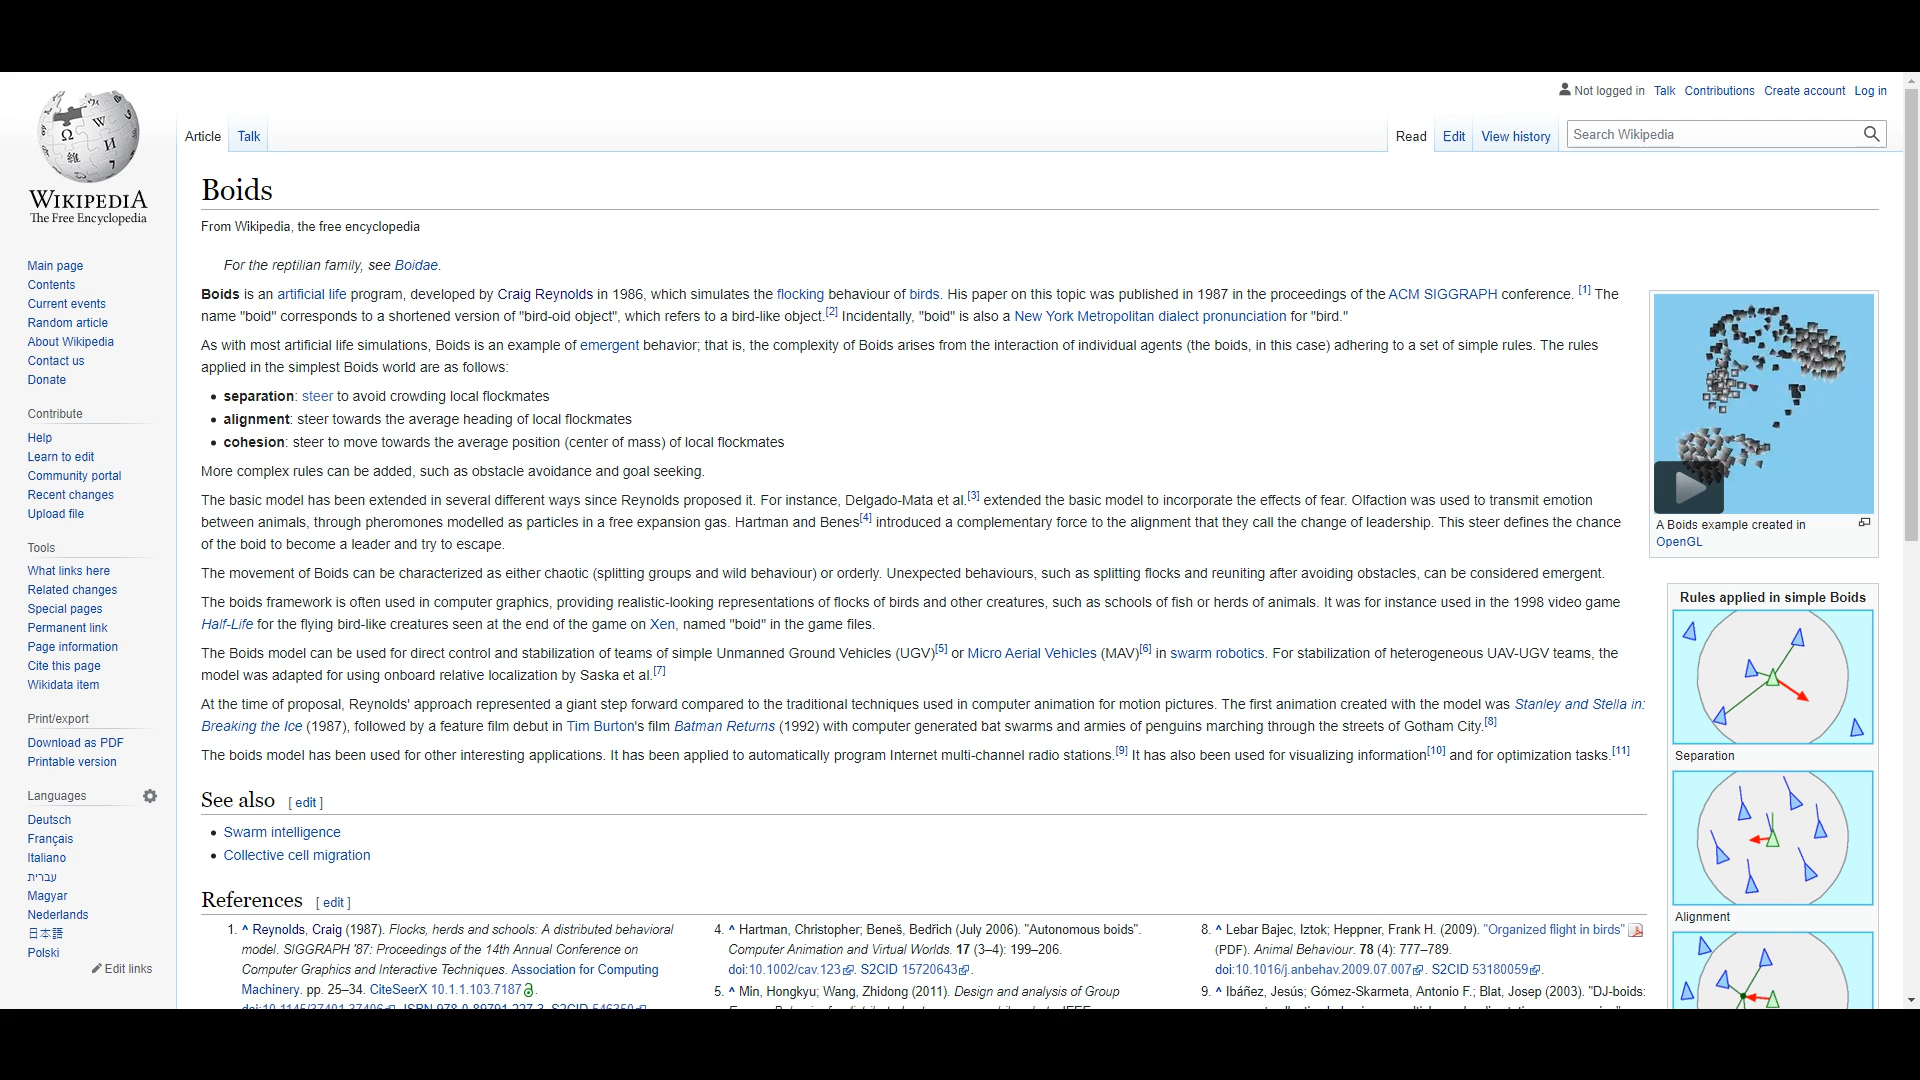 Not logged in Talk Contributions Create account Log in
Article Talk Read Edit View history Search Wikipedia
WIKIPEDIA
The Free Encyclopedia
Main page
Contents
Current events
Random article
About Wikipedia
Contact us
Donate
Contribute
Help
Learn to edit
Community portal
Recent changes
Upload file
Tools
What links here
Related changes
Special pages
Permanent link
Page information
Cite this page
Wikidata item
Print/export
Download as PDF
Printable version
Languages
Deutsch
Français
Italiano
עברית
Magyar
Nederlands
日本語
Polski
Edit links
Boids
From Wikipedia, the free encyclopedia
For the reptilian family, see Boidae.
Boids is an artificial life program, developed by Craig Reynolds in 1986, which simulates the flocking behaviour of birds. His paper on this topic was published in 1987 in the proceedings of the ACM SIGGRAPH conference. [1] The
name "boid" corresponds to a shortened version of "bird-oid object", which refers to a bird-like object.[2] Incidentally, "boid" is also a New York Metropolitan dialect pronunciation for "bird."
As with most artificial life simulations, Boids is an example of emergent behavior; that is, the complexity of Boids arises from the interaction of individual agents (the boids, in this case) adhering to a set of simple rules. The rules
applied in the simplest Boids world are as follows:
• separation: steer to avoid crowding local flockmates
• alignment: steer towards the average heading of local flockmates
• cohesion: steer to move towards the average position (center of mass) of local flockmates
More complex rules can be added, such as obstacle avoidance and goal seeking.
The basic model has been extended in several different ways since Reynolds proposed it. For instance, Delgado-Mata et al.[3] extended the basic model to incorporate the effects of fear. Olfaction was used to transmit emotion
between animals, through pheromones modelled as particles in a free expansion gas. Hartman and Benes[4] introduced a complementary force to the alignment that they call the change of leadership. This steer defines the chance
of the boid to become a leader and try to escape.
The movement of Boids can be characterized as either chaotic (splitting groups and wild behaviour) or orderly. Unexpected behaviours, such as splitting flocks and reuniting after avoiding obstacles, can be considered emergent.
The boids framework is often used in computer graphics, providing realistic-looking representations of flocks of birds and other creatures, such as schools of fish or herds of animals. It was for instance used in the 1998 video game
Half-Life for the flying bird-like creatures seen at the end of the game on Xen, named "boid" in the game files.
The Boids model can be used for direct control and stabilization of teams of simple Unmanned Ground Vehicles (UGV)[5] or Micro Aerial Vehicles (MAV)[6] in swarm robotics. For stabilization of heterogeneous UAV-UGV teams, the
model was adapted for using onboard relative localization by Saska et al.[7]
At the time of proposal, Reynolds' approach represented a giant step forward compared to the traditional techniques used in computer animation for motion pictures. The first animation created with the model was Stanley and Stella in:
Breaking the Ice (1987), followed by a feature film debut in Tim Burton's film Batman Returns (1992) with computer generated bat swarms and armies of penguins marching through the streets of Gotham City.[8]
The boids model has been used for other interesting applications. It has been applied to automatically program Internet multi-channel radio stations.[9] It has also been used for visualizing information[10] and for optimization tasks.[11]
A Boids example created in
OpenGL
Rules applied in simple Boids
Separation
Alignment
See also [ edit ]
• Swarm intelligence
• Collective cell migration
References [ edit ]
1. ^ Reynolds, Craig (1987). Flocks, herds and schools: A distributed behavioral
model. SIGGRAPH '87: Proceedings of the 14th Annual Conference on
Computer Graphics and Interactive Techniques. Association for Computing
Machinery. pp. 25–34. CiteSeerX 10.1.1.103.7187.
4. ^ Hartman, Christopher; Beneš, Bedřich (July 2006). "Autonomous boids".
Computer Animation and Virtual Worlds. 17 (3–4): 199–206.
doi:10.1002/cav.123. S2CID 15720643.
5. ^ Min, Hongkyu; Wang, Zhidong (2011). Design and analysis of Group
8. ^ Lebar Bajec, Iztok; Heppner, Frank H. (2009). "Organized flight in birds"
(PDF). Animal Behaviour. 78 (4): 777–789.
doi:10.1016/j.anbehav.2009.07.007. S2CID 53180059.
9. ^ Ibáñez, Jesús; Gómez-Skarmeta, Antonio F.; Blat, Josep (2003). "DJ-boids: